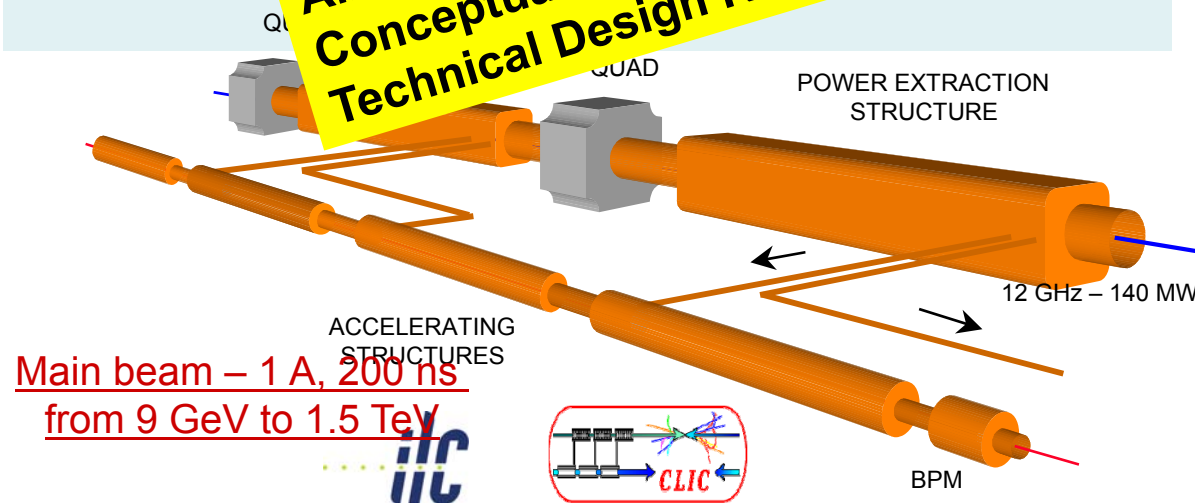 Conceptual
Technical Design
QUAD
POWER EXTRACTION
STRUCTURE
12 GHz – 140 MW
ACCELERATING
STRUCTURES
Main beam – 1 A, 200 ns
from 9 GeV to 1.5 TeV
ilc
CLIC
BPM